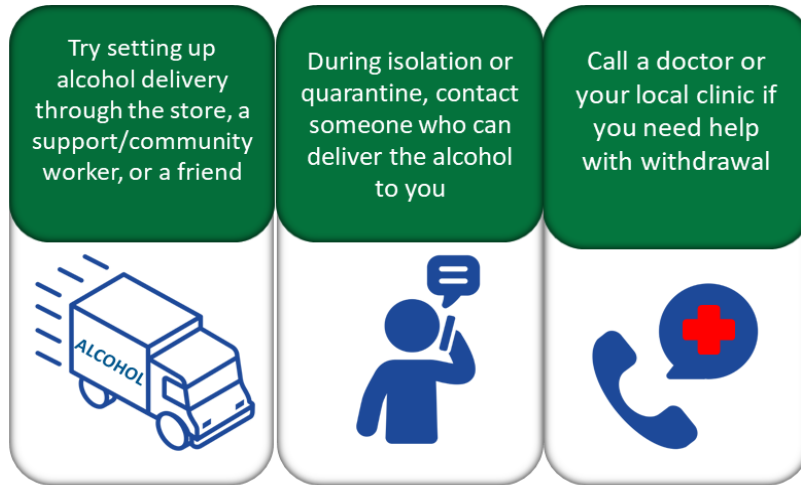 Try setting up
alcohol delivery
through the store, a
support/community
worker, or a friend
During isolation or
quarantine, contact
someone who can
deliver the alcohol
to you
Call a doctor or
your local clinic if
you need help
with withdrawal
ALCOHOL